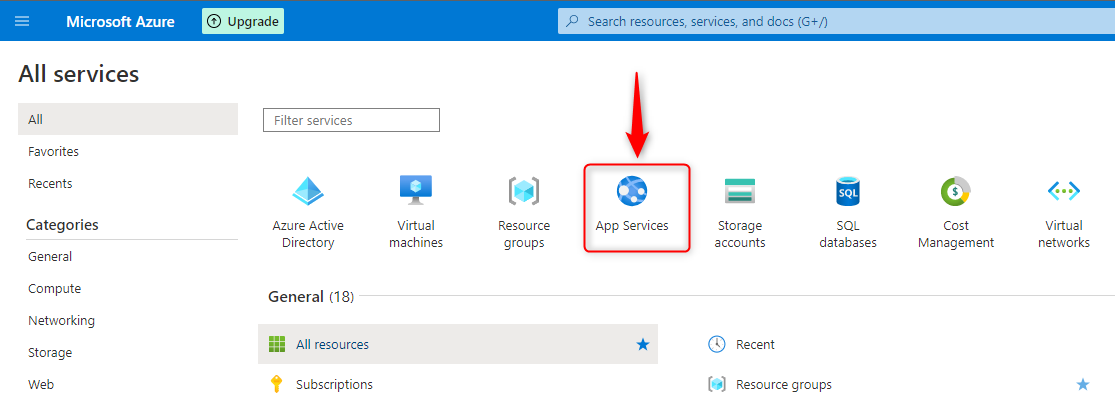 Microsoft Azure
Upgrade
Search resources, services, and docs (G+/)
All services
All
Favorites
Recents
Categories
General
Compute
Networking
Storage
Web
Filter services
Azure Active
Directory
Virtual
machines
Resource
groups
App Services
Storage
accounts
SQL
SQL
databases
$
Cost
Management
Virtual
networks
General (18)
All resources
Recent
Subscriptions
Resource groups